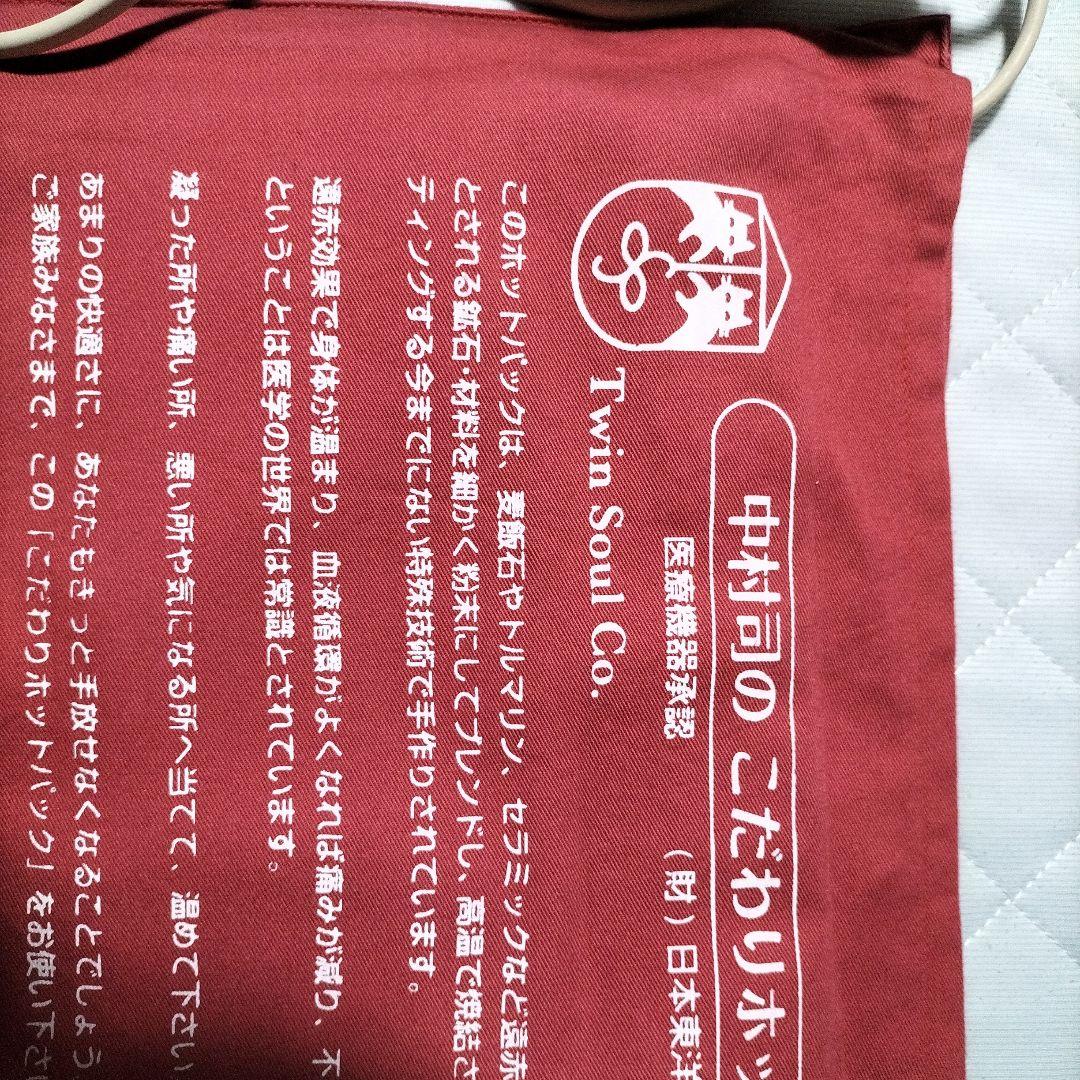 中村司の こだわりホッ
医療機器承認 （財）日本東洋
Twin Soul Co.
このホットパックは、麦飯石やトルマリン、セラミックなど遠赤
とされる鉱石・材料を細かく粉末にしてブレンドし、高温で焼結さ
ティングする今までにない特殊技術で手作りされています。
遠赤効果で身体が温まり、血液循環がよくなれば痛みが減り、不
ということは医学の世界では常識とされています。
凝った所や痛い所、悪い所や気になる所へ当てて、温めて下さい
あまりの快適さに、あなたもきっと手放せなくなることでしょう
ご家族みなさまで、この「こだわりホットパック」をお使い下さ